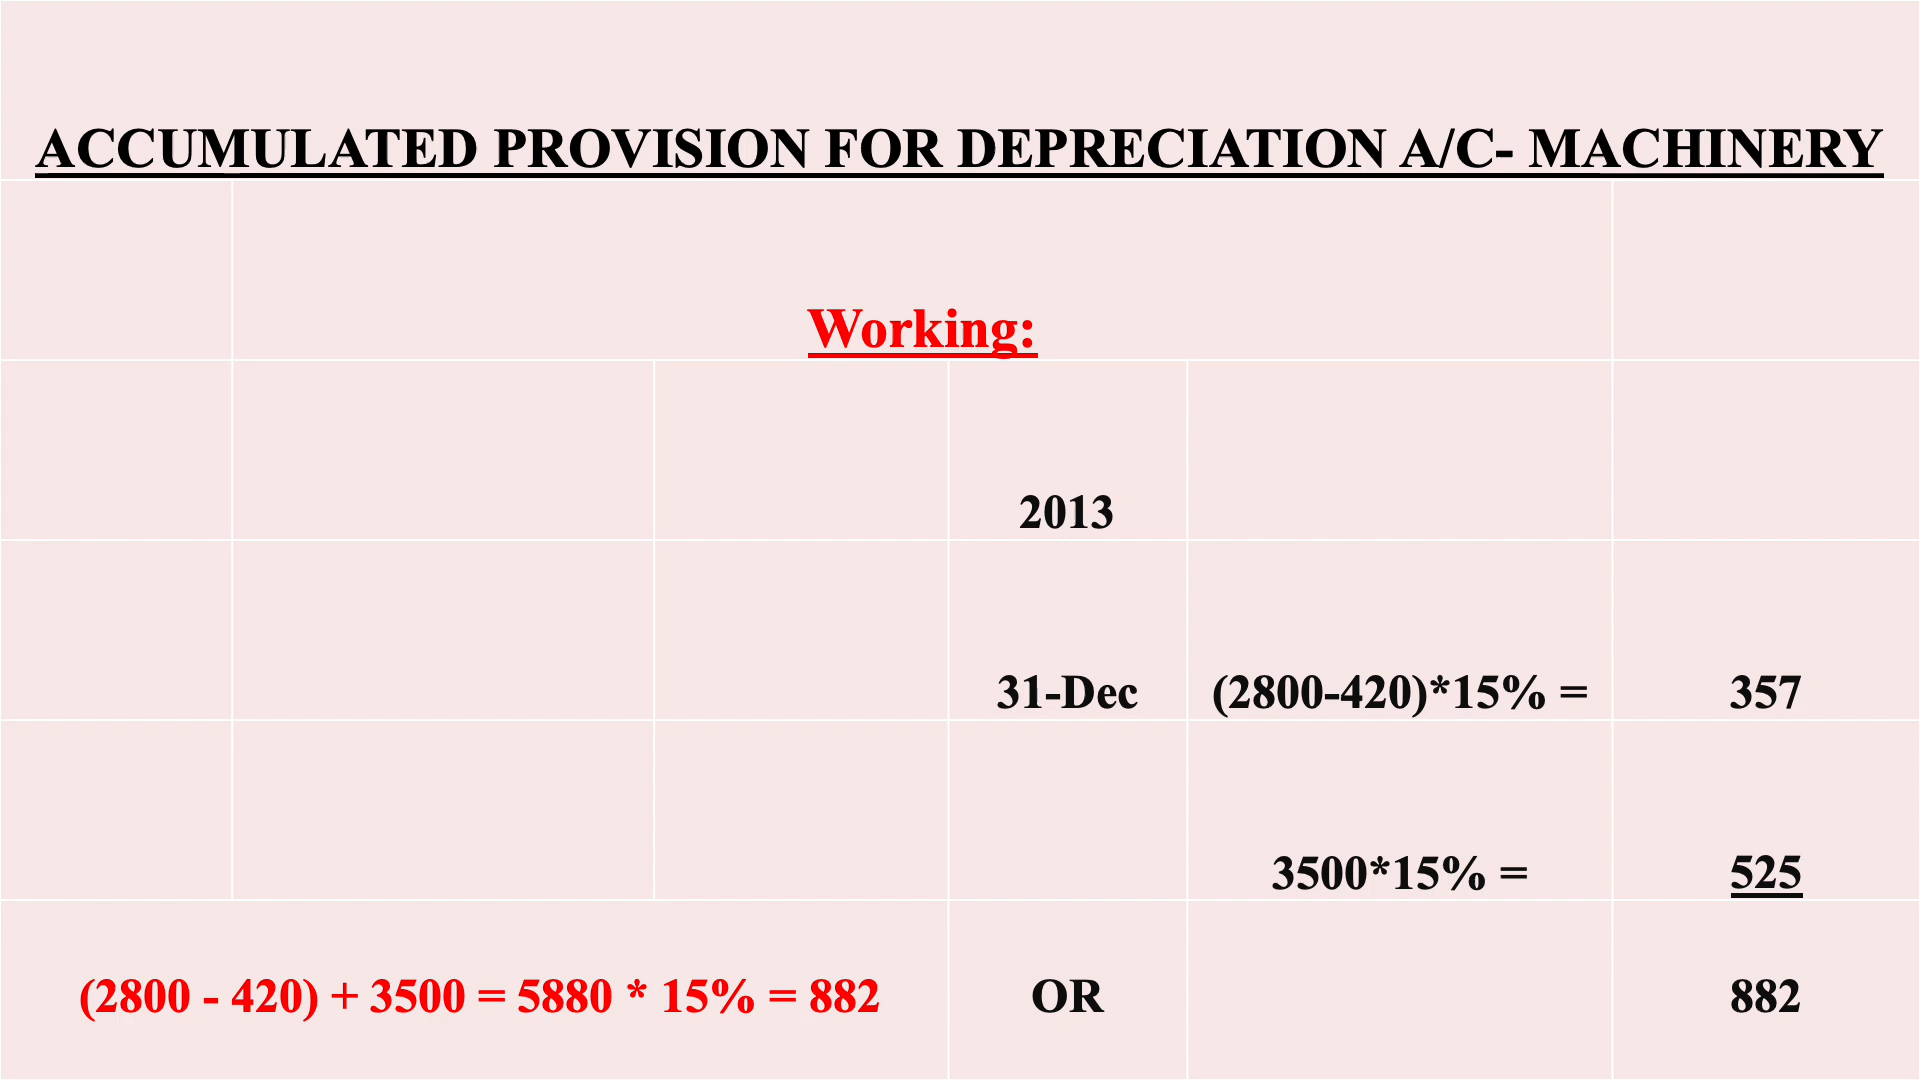 ACCUMULATED PROVISION FOR DEPRECIATION A/C- MACHINERY
Working:
2013
31-Dec (2800-420)*15% = 357
3500*15% = 525
(2800 - 420) + 3500 = 5880 * 15% = 882 OR 882